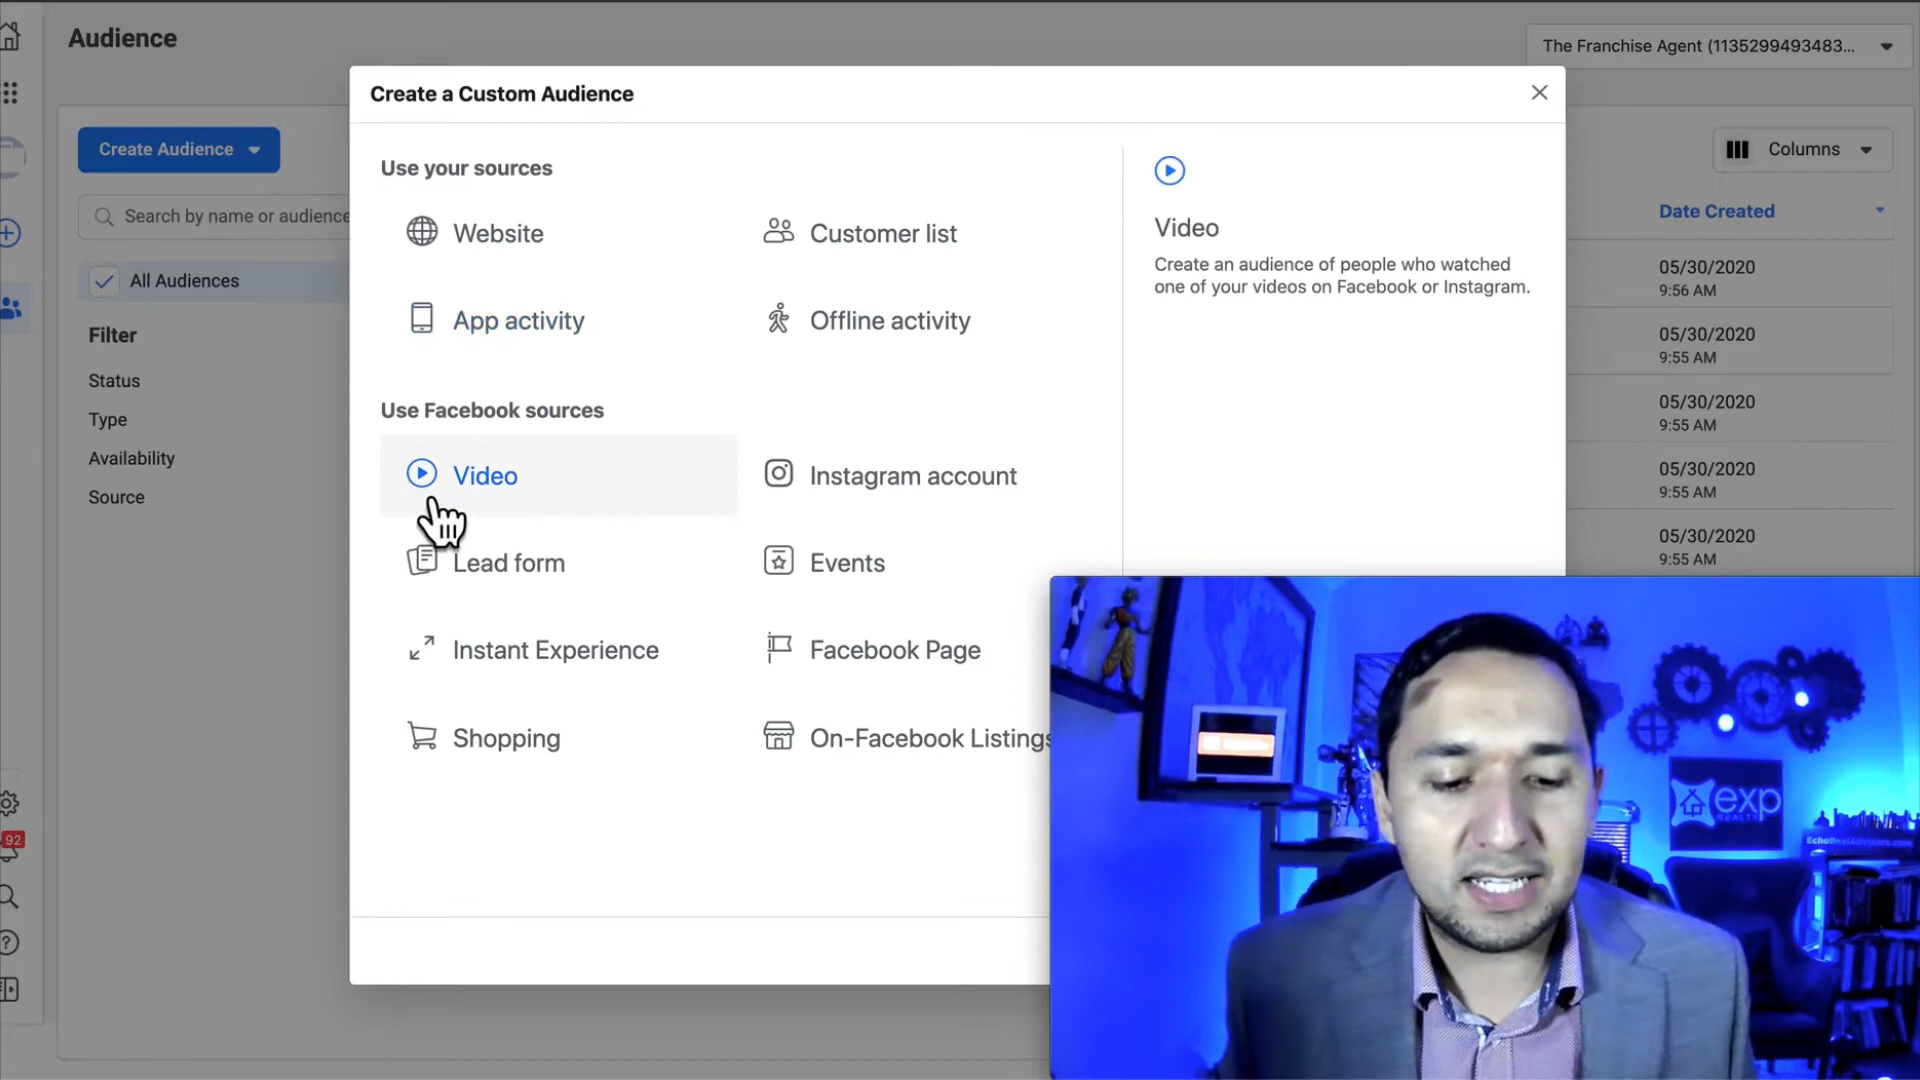 Audience
The Franchise Agent (1135299493483...
Create a Custom Audience
Create Audience
Columns
Use your sources
Search by name or audience
Website
Customer list
Video
Create an audience of people who watched
one of your videos on Facebook or Instagram.
Date Created
All Audiences
05/30/2020
9:56 AM
App activity
Offline activity
Filter
05/30/2020
9:55 AM
Status
Use Facebook sources
05/30/2020
9:55 AM
Type
Availability
Video
Instagram account
05/30/2020
9:55 AM
Source
Lead form
Events
05/30/2020
9:55 AM
Instant Experience
Facebook Page
Shopping
On-Facebook Listings
exp
REALTY
92